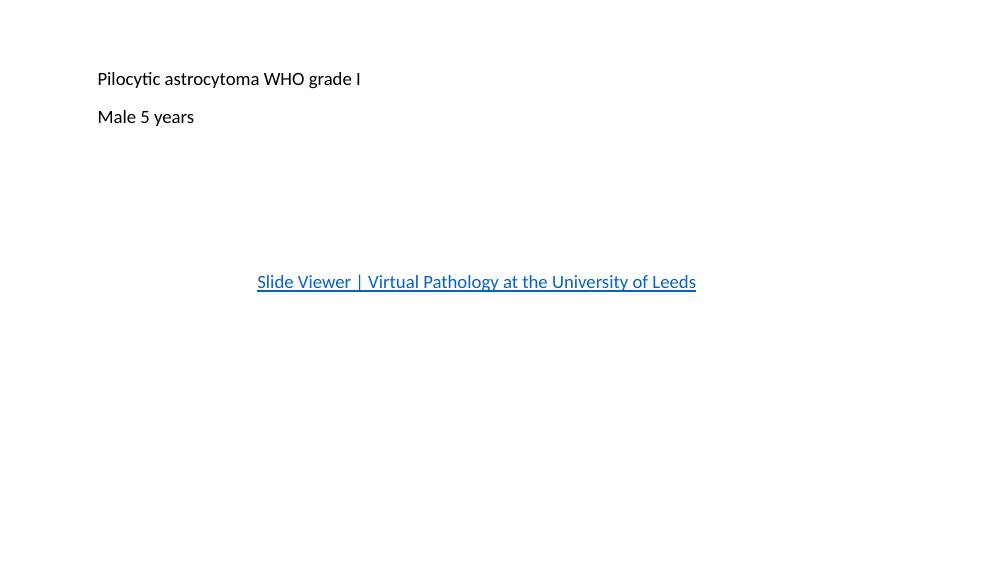 Pilocytic astrocytoma WHO grade I
Male 5 years
Slide Viewer | Virtual Pathology at the University of Leeds